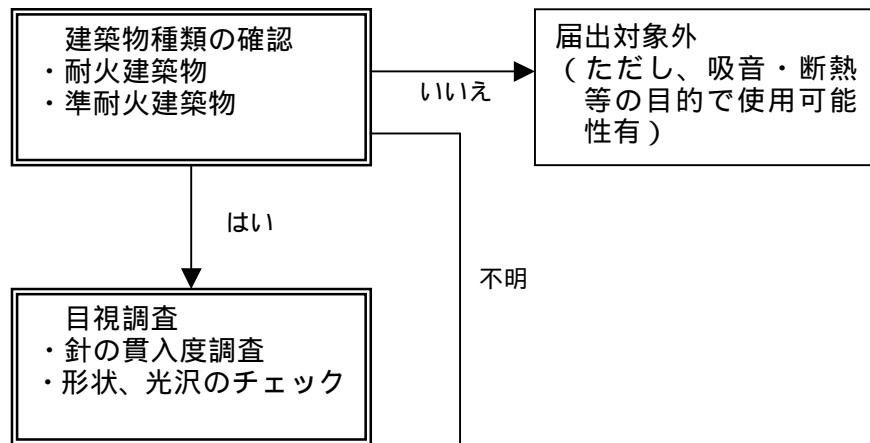 建築物種類の確認
・耐火建築物
・準耐火建築物
いいえ
届出対象外
(ただし、吸音・断熱
等の目的で使用可能
性有)
はい
不明
目視調査
・針の貫入度調査
・形状、光沢のチェック